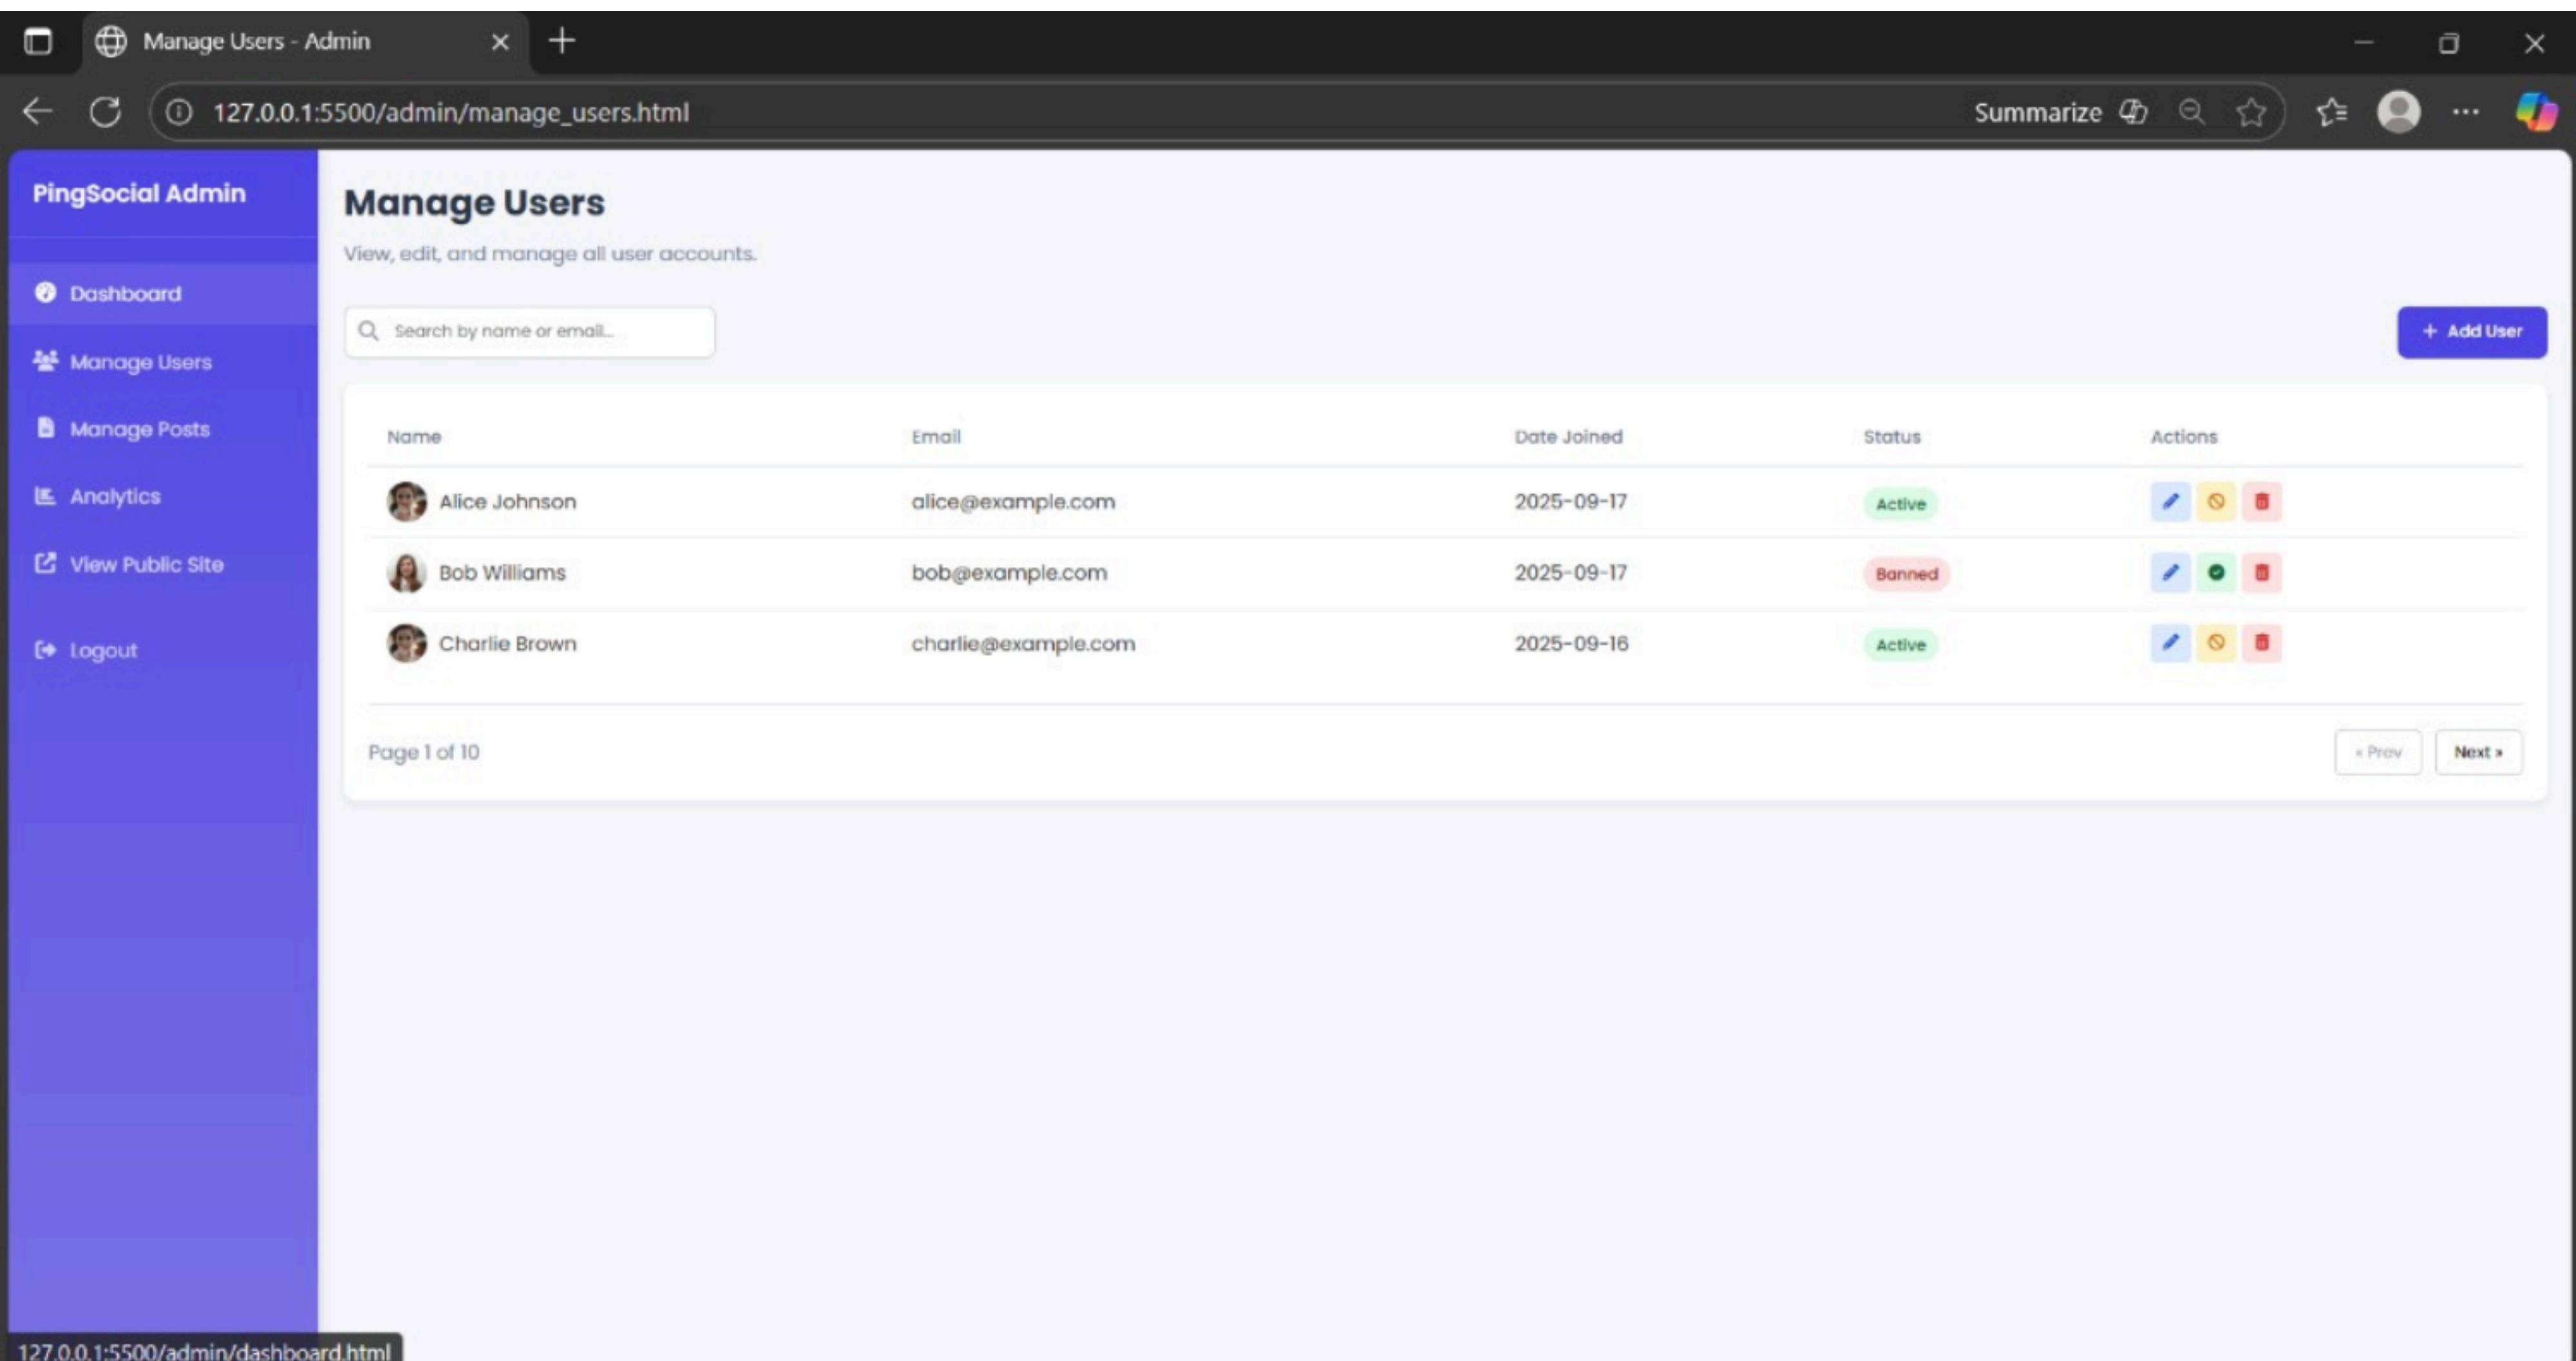 Manage Users - Admin
127.0.0.1:5500/admin/manage_users.html
Summarize
PingSocial Admin
Dashboard
Manage Users
Manage Posts
Analytics
View Public Site
Logout
Manage Users
View, edit, and manage all user accounts.
Search by name or email...
+ Add User
Name Email Date Joined Status Actions
Alice Johnson alice@example.com 2025-09-17 Active
Bob Williams bob@example.com 2025-09-17 Banned
Charlie Brown charlie@example.com 2025-09-16 Active
Page 1 of 10
« Prev Next »
127.0.0.1:5500/admin/dashboard.html